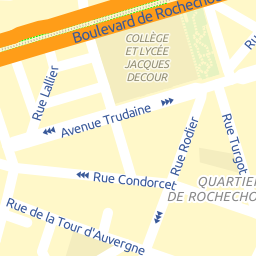 Boulevard de Rochechou
COLLÈGE
ET LYCÉE
JACQUES
DECOUR
Rue Lallier
Avenue Trudaine
Rue Rodier
Rue Turgot
Rue Condorcet
QUARTIER
DE ROCHECHO
Rue de la Tour d'Auvergne